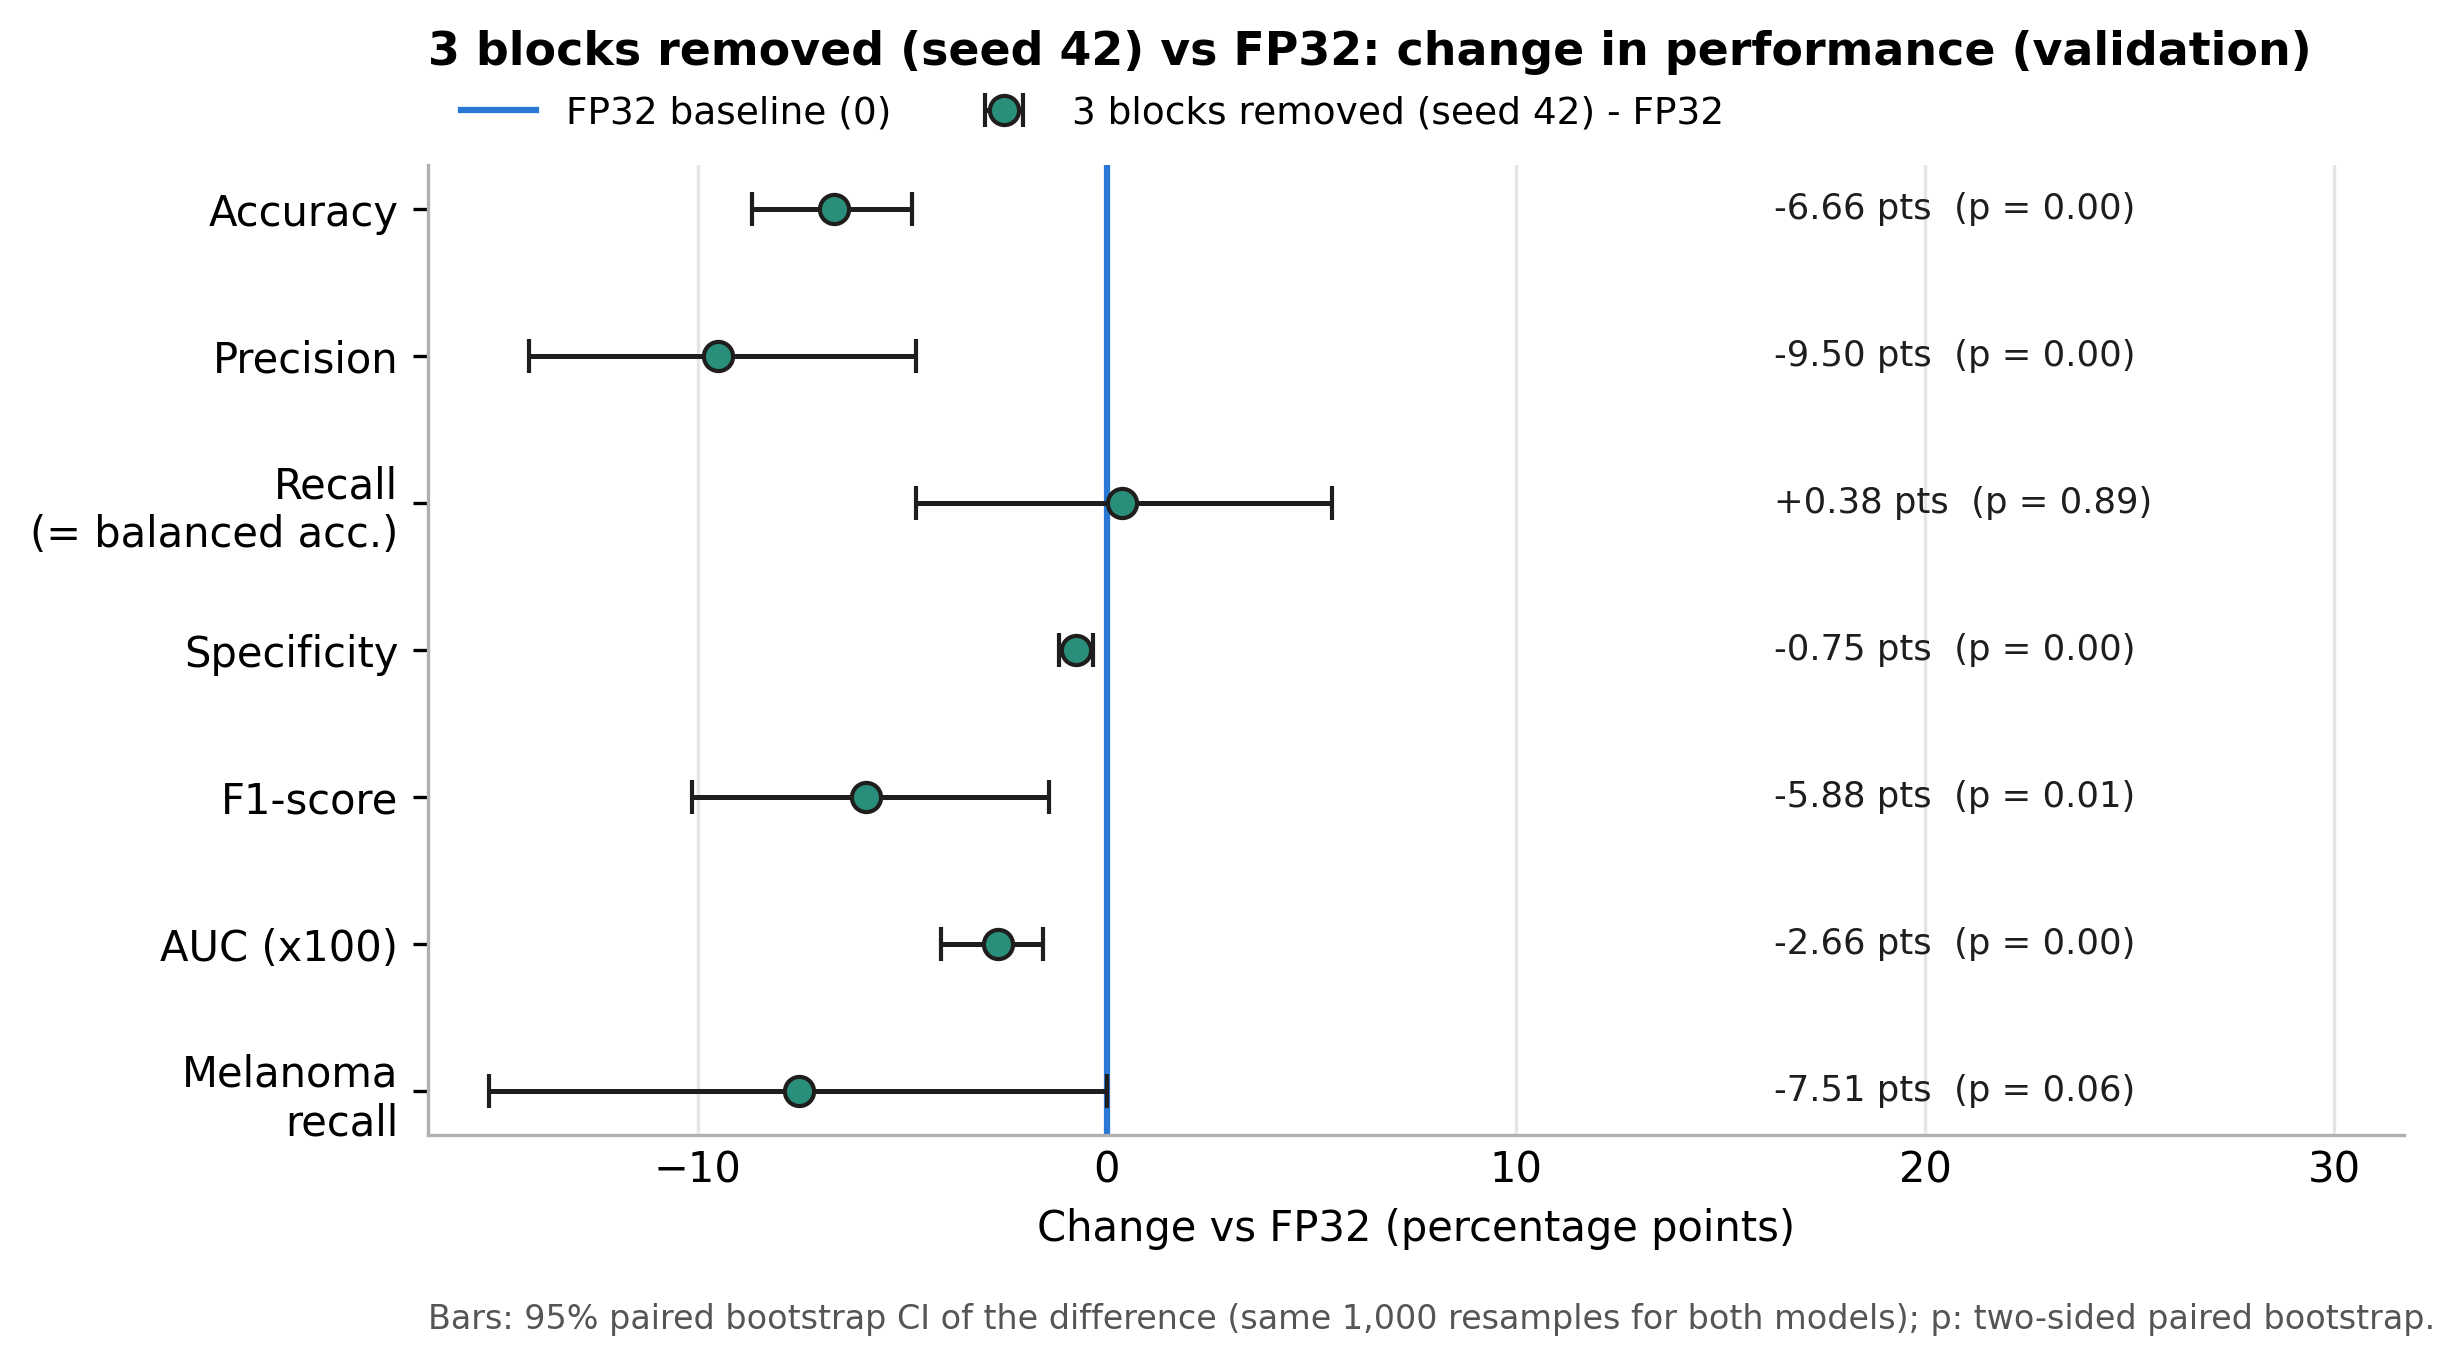 3 blocks removed (seed 42) vs FP32: change in performance (validation)
FP32 baseline (0)
3 blocks removed (seed 42) - FP32
Accuracy
-6.66 pts (p = 0.00)
Precision
-9.50 pts (p = 0.00)
Recall
(= balanced acc.)
+0.38 pts (p = 0.89)
Specificity
-0.75 pts (p = 0.00)
F1-score
-5.88 pts (p = 0.01)
AUC (x100)
-2.66 pts (p = 0.00)
Melanoma
recall
-7.51 pts (p = 0.06)
−10 0 10 20 30
Change vs FP32 (percentage points)
Bars: 95% paired bootstrap CI of the difference (same 1,000 resamples for both models); p: two-sided paired bootstrap.